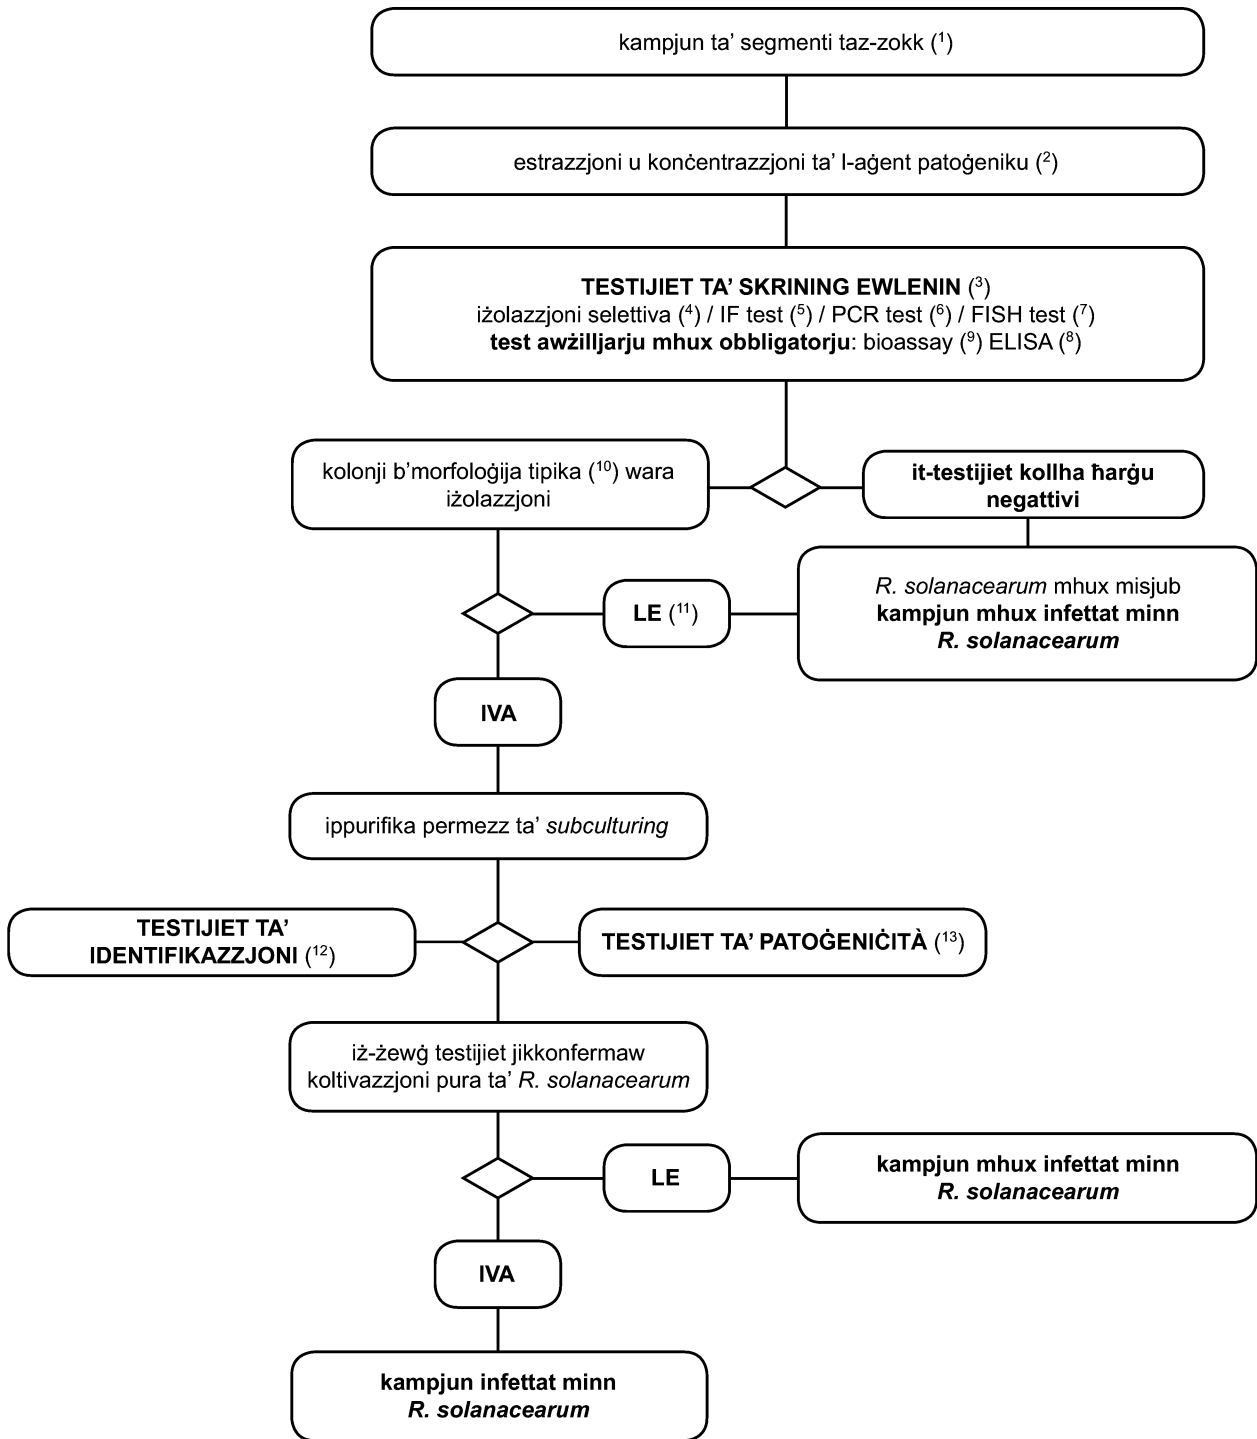 kampjun ta’ segmenti taz-zokk (¹)
estrazzjoni u konċentrazzjoni ta’ l-aġent patoġeniku (²)
TESTIJIET TA’ SKRINING EWLENIN (³)
iżolazzjoni selettiva (⁴) / IF test (⁵) / PCR test (⁶) / FISH test (⁷)
test awżilljarju mhux obbligatorju: bioassay (⁹) ELISA (⁸)
kolonji b’morfoloġija tipika (¹⁰) wara
iżolazzjoni
it-testijiet kollha ħarġu
negattivi
LE (¹¹)
R. solanacearum mhux misjub
kampjun mhux infettat minn
R. solanacearum
IVA
ippurifika permezz ta’ subculturing
TESTIJIET TA’
IDENTIFIKAZZJONI (¹²)
TESTIJIET TA’ PATOĠENIĊITÀ (¹³)
iż-żewġ testijiet jikkonfermaw
koltivazzjoni pura ta’ R. solanacearum
LE
kampjun mhux infettat minn
R. solanacearum
IVA
kampjun infettat minn
R. solanacearum